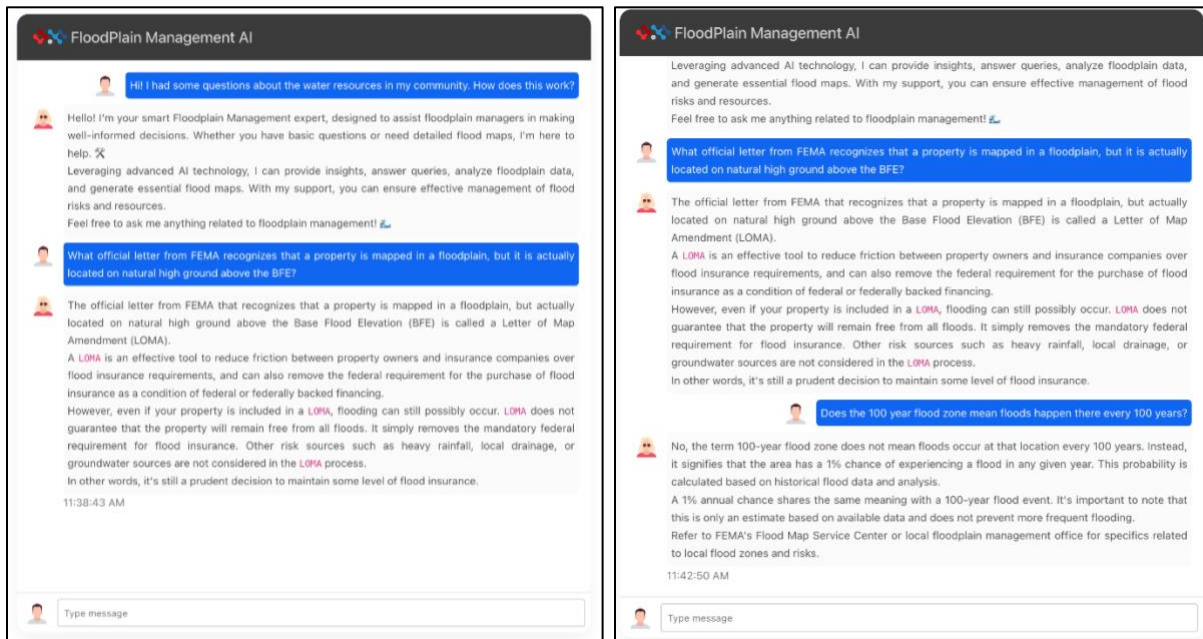 FloodPlain Management AI
Hi! I had some questions about the water resources in my community. How does this work?
Hello! I'm your smart Floodplain Management expert, designed to assist floodplain managers in making
well-informed decisions. Whether you have basic questions or need detailed flood maps, I'm here to
help. 🛠
Leveraging advanced AI technology, I can provide insights, answer queries, analyze floodplain data,
and generate essential flood maps. With my support, you can ensure effective management of flood
risks and resources.
Feel free to ask me anything related to floodplain management! 🌊
What official letter from FEMA recognizes that a property is mapped in a floodplain, but it is actually
located on natural high ground above the BFE?
The official letter from FEMA that recognizes that a property is mapped in a floodplain, but actually
located on natural high ground above the Base Flood Elevation (BFE) is called a Letter of Map
Amendment (LOMA).
A LOMA is an effective tool to reduce friction between property owners and insurance companies over
flood insurance requirements, and can also remove the federal requirement for the purchase of flood
insurance as a condition of federal or federally backed financing.
However, even if your property is included in a LOMA, flooding can still possibly occur. LOMA does not
guarantee that the property will remain free from all floods. It simply removes the mandatory federal
requirement for flood insurance. Other risk sources such as heavy rainfall, local drainage, or
groundwater sources are not considered in the LOMA process.
In other words, it's still a prudent decision to maintain some level of flood insurance.
11:38:43 AM
Type message
FloodPlain Management AI
Leveraging advanced AI technology, I can provide insights, answer queries, analyze floodplain data,
and generate essential flood maps. With my support, you can ensure effective management of flood
risks and resources.
Feel free to ask me anything related to floodplain management! 🌊
What official letter from FEMA recognizes that a property is mapped in a floodplain, but it is actually
located on natural high ground above the BFE?
The official letter from FEMA that recognizes that a property is mapped in a floodplain, but actually
located on natural high ground above the Base Flood Elevation (BFE) is called a Letter of Map
Amendment (LOMA).
A LOMA is an effective tool to reduce friction between property owners and insurance companies over
flood insurance requirements, and can also remove the federal requirement for the purchase of flood
insurance as a condition of federal or federally backed financing.
However, even if your property is included in a LOMA, flooding can still possibly occur. LOMA does not
guarantee that the property will remain free from all floods. It simply removes the mandatory federal
requirement for flood insurance. Other risk sources such as heavy rainfall, local drainage, or
groundwater sources are not considered in the LOMA process.
In other words, it's still a prudent decision to maintain some level of flood insurance.
Does the 100 year flood zone mean floods happen there every 100 years?
No, the term 100-year flood zone does not mean floods occur at that location every 100 years. Instead,
it signifies that the area has a 1% chance of experiencing a flood in any given year. This probability is
calculated based on historical flood data and analysis.
A 1% annual chance shares the same meaning with a 100-year flood event. It's important to note that
this is only an estimate based on available data and does not prevent more frequent flooding.
Refer to FEMA's Flood Map Service Center or local floodplain management office for specifics related
to local flood zones and risks.
11:42:50 AM
Type message